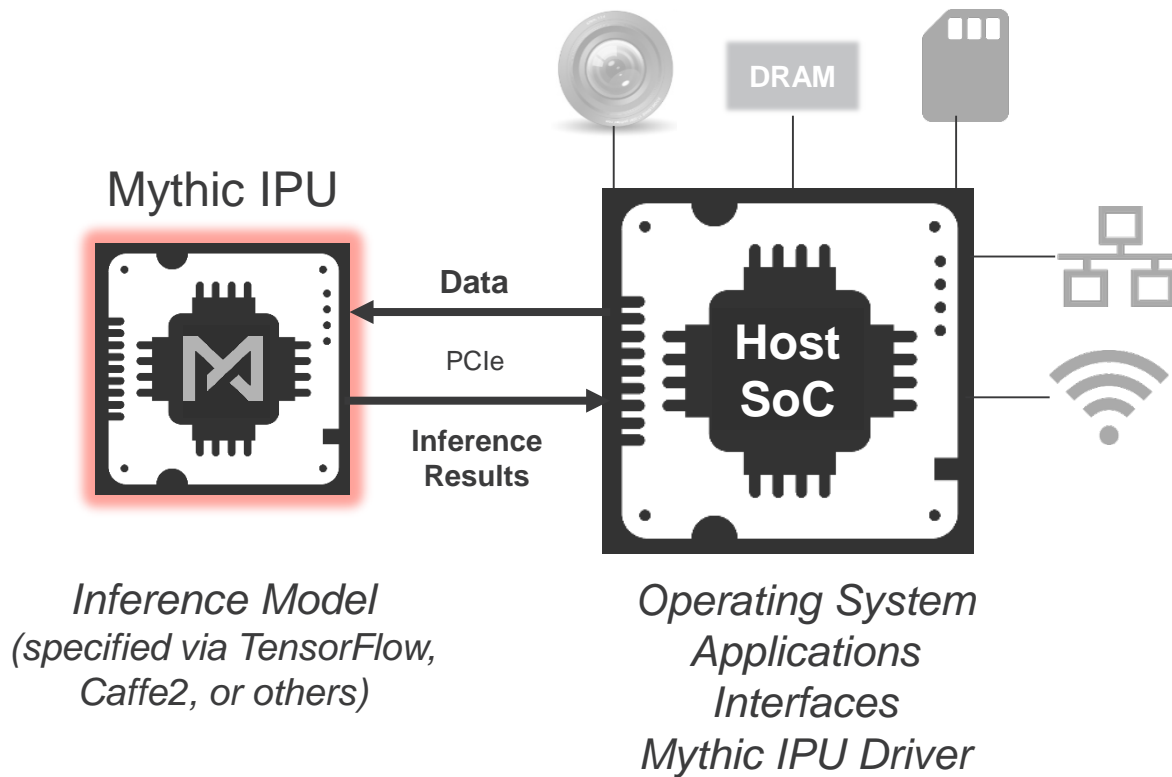 DRAM
Mythic IPU
Data
PCIe
Inference
Results
Host
SoC
Inference Model
(specified via TensorFlow,
Caffe2, or others)
Operating System
Applications
Interfaces
Mythic IPU Driver